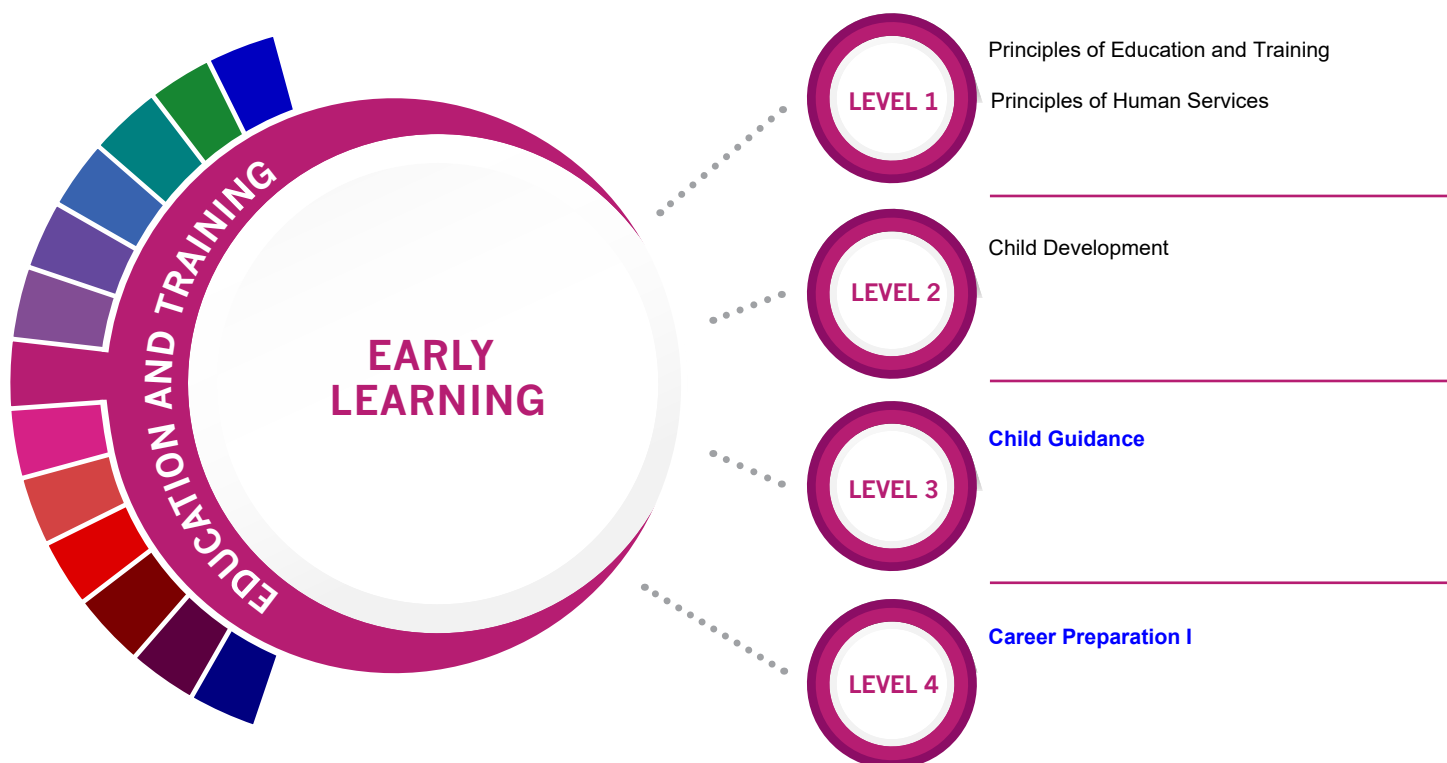 EDUCATION AND TRAINING
EARLY
LEARNING
LEVEL 1
Principles of Education and Training
Principles of Human Services
LEVEL 2
Child Development
LEVEL 3
Child Guidance
LEVEL 4
Career Preparation I